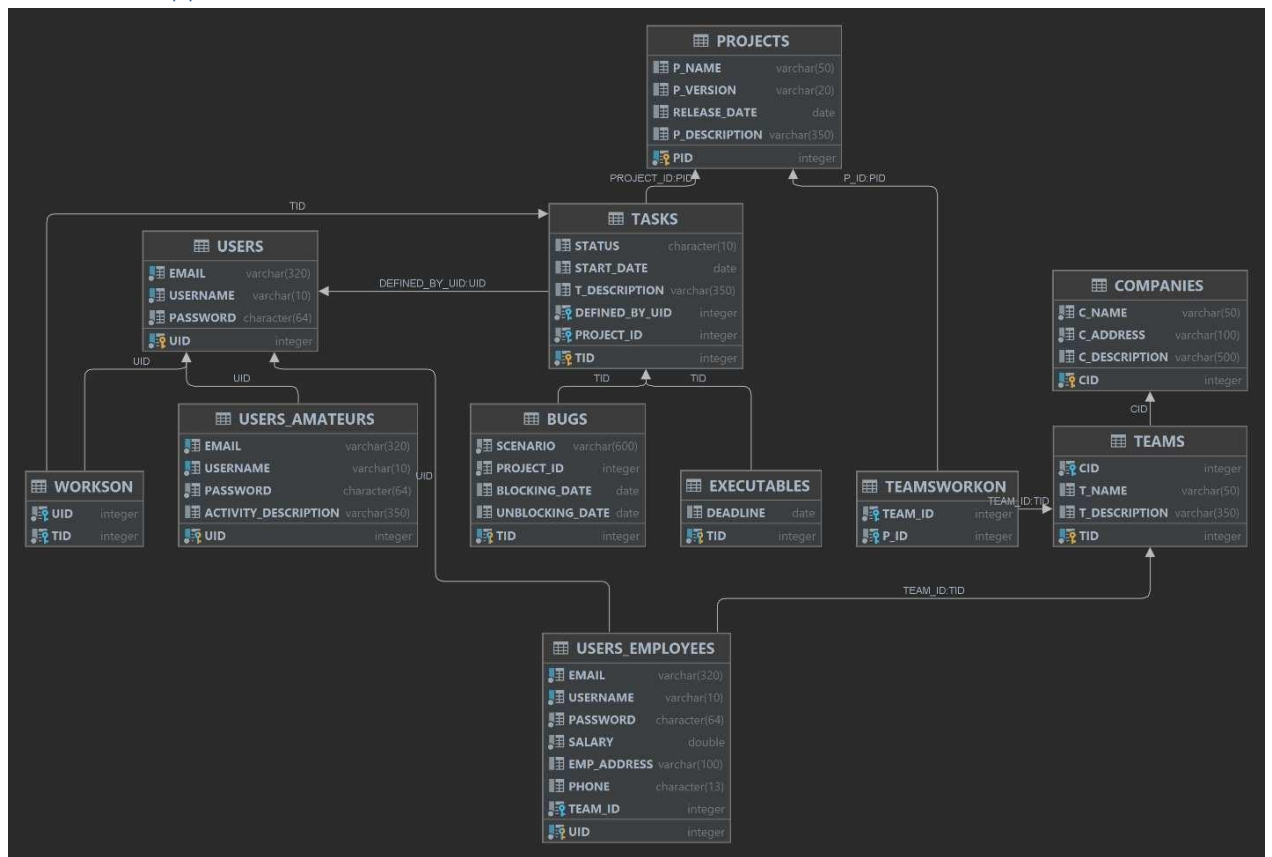 PROJECTS
P_NAME varchar(50)
P_VERSION varchar(20)
RELEASE_DATE date
P_DESCRIPTION varchar(350)
PID integer
PROJECT_ID:PID
P_ID:PID
TID
TASKS
STATUS character(10)
START_DATE date
T_DESCRIPTION varchar(350)
DEFINED_BY_UID integer
PROJECT_ID integer
TID integer
USERS
EMAIL varchar(320)
USERNAME varchar(10)
PASSWORD character(64)
UID integer
DEFINED_BY_UID:UID
COMPANIES
C_NAME varchar(50)
C_ADDRESS varchar(100)
C_DESCRIPTION varchar(500)
CID integer
UID
UID
TID
TID
CID
USERS_AMATEURS
EMAIL varchar(320)
USERNAME varchar(10)
PASSWORD character(64)
ACTIVITY_DESCRIPTION varchar(350)
UID integer
UID
BUGS
SCENARIO varchar(600)
PROJECT_ID integer
BLOCKING_DATE date
UNBLOCKING_DATE date
TID integer
TEAMS
CID integer
T_NAME varchar(50)
T_DESCRIPTION varchar(350)
TID integer
WORKSON
UID integer
TID integer
EXECUTABLES
DEADLINE date
TID integer
TEAMSWORKON
TEAM_ID integer
P_ID integer
TEAM_ID:TID
TEAM_ID:TID
USERS_EMPLOYEES
EMAIL varchar(320)
USERNAME varchar(10)
PASSWORD character(64)
SALARY double
EMP_ADDRESS varchar(100)
PHONE character(13)
TEAM_ID integer
UID integer